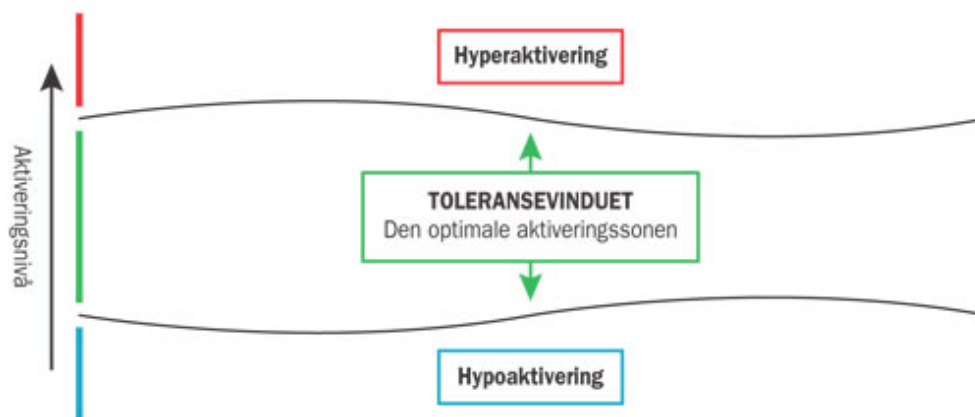 Hyperaktivering
Aktiveringsnivå
TOLERANSEVINDUET
Den optimale aktiveringssonen
Hypoaktivering